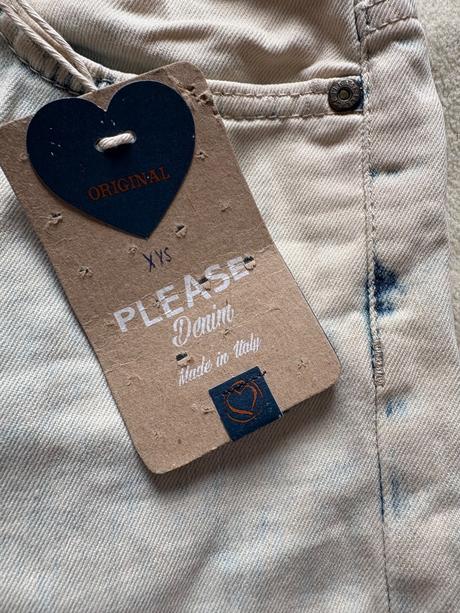 ORIGINAL
XYS
PLEASE
Denim
Made in Italy